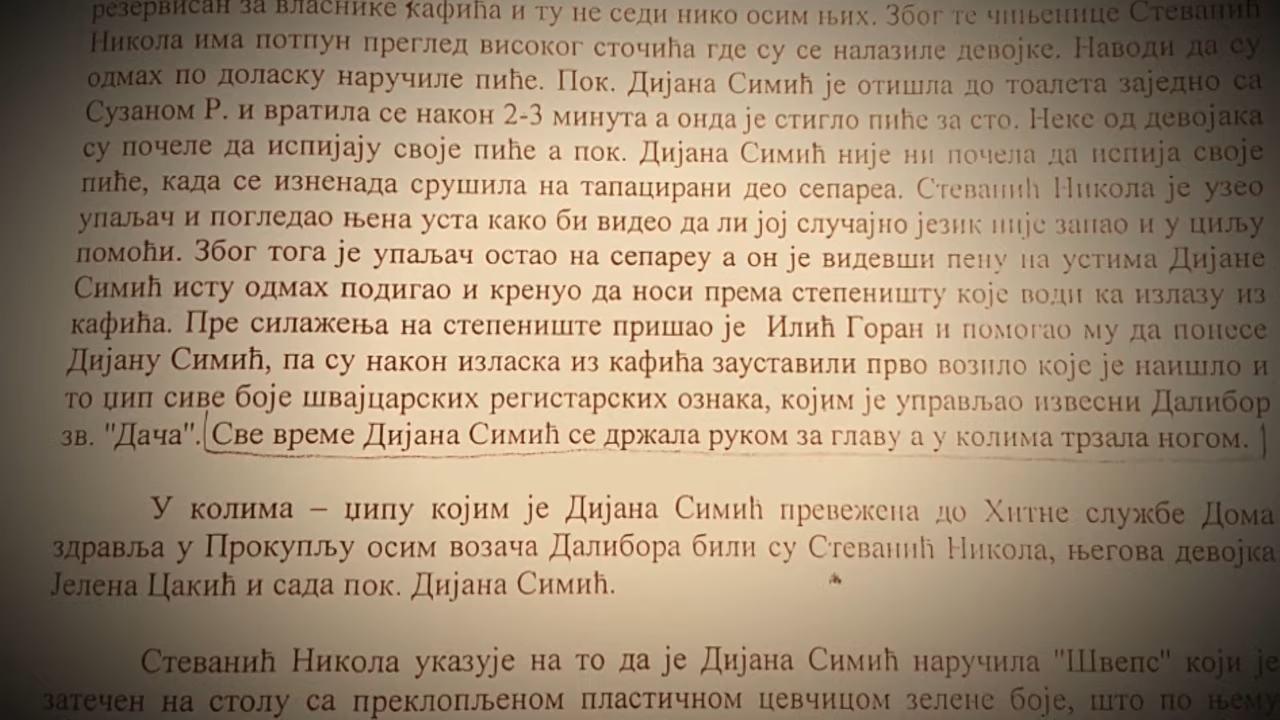 резервисан за власнике кафића и ту не седи нико осим њих. Због те чињенице Стеванић
Никола има потпун преглед високог сточића где су се налазиле девојке. Наводи да су
одмах по доласку наручиле пиће. Пок. Дијана Симић је отишла до тоалета заједно са
Сузаном Р. и вратила се након 2-3 минута а онда је стигло пиће за сто. Неке од девојака
су почеле да испијају своје пиће а пок. Дијана Симић није ни почела да испија своје
пиће, када се изненада срушила на тапацирани део сепареа. Стеванић Никола је узео
упаљач и погледао њена уста како би видео да ли јој случајно језик није запао и у циљу
помоћи. Због тога је упаљач остао на сепареу а он је видевши пену на устима Дијане
Симић исту одмах подигао и кренуо да носи према степеништу које води ка излазу из
кафића. Пре силажења на степениште пришао је Илић Горан и помогао му да понесе
Дијану Симић, па су након изласка из кафића зауставили прво возило које је наишло и
то џип сиве боје швајцарских регистарских ознака, којим је управљао извесни Далибор
зв. "Дача". Све време Дијана Симић се држала руком за главу а у колима трзала ногом.
У колима – џипу којим је Дијана Симић превежена до Хитне службе Дома
здравља у Прокупљу осим возача Далибора били су Стеванић Никола, његова девојка
Јелена Цакић и сада пок. Дијана Симић.
Стеванић Никола указује на то да је Дијана Симић наручила "Швепс" који је
затечен на столу са преклопљеном пластичном цевчицом зелене боје, што по њему